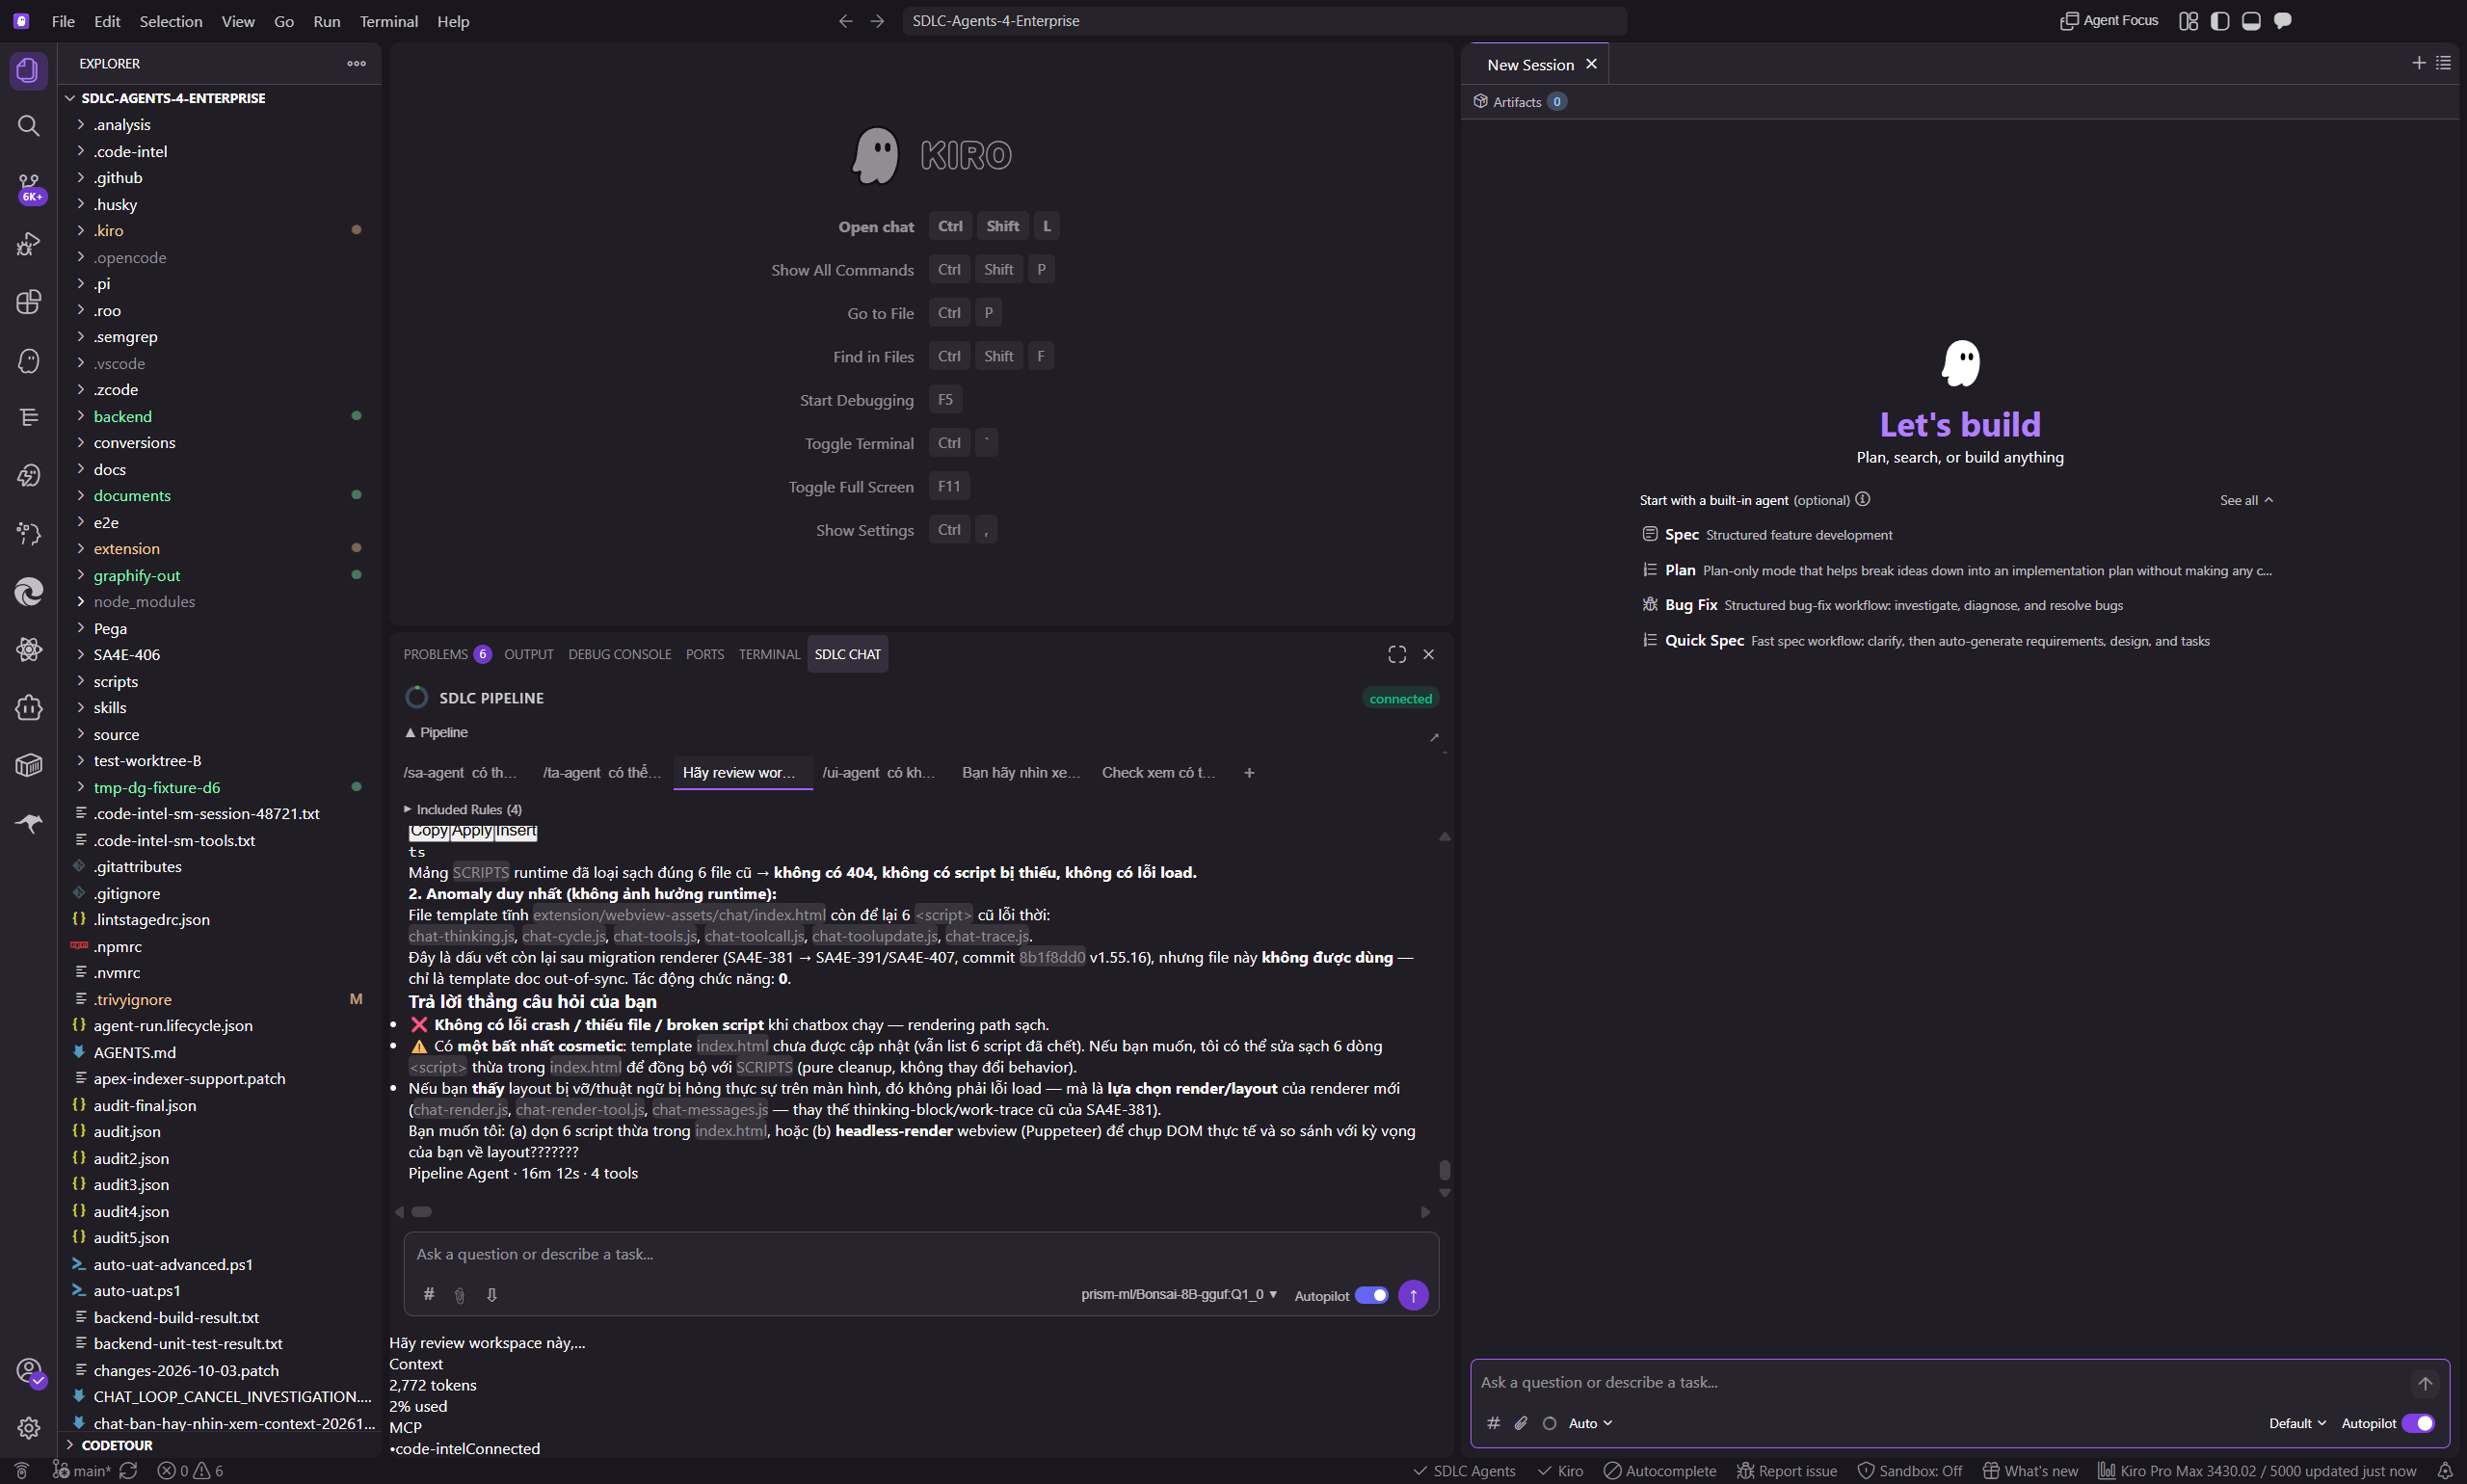 File Edit Selection View Go Run Terminal Help
SDLC-Agents-4-Enterprise
Agent Focus
EXPLORER
SDLC-AGENTS-4-ENTERPRISE
.analysis
.code-intel
.github
.husky
.kiro
.opencode
.pi
.roo
.semgrep
.vscode
.zcode
backend
conversions
docs
documents
e2e
extension
graphify-out
node_modules
Pega
SA4E-406
scripts
skills
source
test-worktree-B
tmp-dg-fixture-d6
.code-intel-sm-session-48721.txt
.code-intel-sm-tools.txt
.gitattributes
.gitignore
.lintstagedrc.json
.npmrc
.nvmrc
.trivyignore M
agent-run.lifecycle.json
AGENTS.md
apex-indexer-support.patch
audit-final.json
audit.json
audit2.json
audit3.json
audit4.json
audit5.json
auto-uat-advanced.ps1
auto-uat.ps1
backend-build-result.txt
backend-unit-test-result.txt
changes-2026-10-03.patch
CHAT_LOOP_CANCEL_INVESTIGATION....
chat-ban-hay-nhin-xem-context-20261...
CODETOUR
6K+
KIRO
Open chat Ctrl Shift L
Show All Commands Ctrl Shift P
Go to File Ctrl P
Find in Files Ctrl Shift F
Start Debugging F5
Toggle Terminal Ctrl `
Toggle Full Screen F11
Show Settings Ctrl ,
PROBLEMS 6 OUTPUT DEBUG CONSOLE PORTS TERMINAL SDLC CHAT
SDLC PIPELINE connected
▲ Pipeline
/sa-agent có th... /ta-agent có thể... Hãy review wor... /ui-agent có kh... Bạn hãy nhìn xe... Check xem có t... +
Included Rules (4)
Copy Apply Insert
ts
Mảng SCRIPTS runtime đã loại sạch đúng 6 file cũ → không có 404, không có script bị thiếu, không có lỗi load.
2. Anomaly duy nhất (không ảnh hưởng runtime):
File template tĩnh extension/webview-assets/chat/index.html còn để lại 6 <script> cũ lỗi thời:
chat-thinking.js, chat-cycle.js, chat-tools.js, chat-toolcall.js, chat-toolupdate.js, chat-trace.js.
Đây là dấu vết còn lại sau migration renderer (SA4E-381 → SA4E-391/SA4E-407, commit 8b1f8dd0 v1.55.16), nhưng file này không được dùng —
chỉ là template doc out-of-sync. Tác động chức năng: 0.
Trả lời thẳng câu hỏi của bạn
• ❌ Không có lỗi crash / thiếu file / broken script khi chatbox chạy — rendering path sạch.
• ⚠️ Có một bất nhất cosmetic: template index.html chưa được cập nhật (vẫn list 6 script đã chết). Nếu bạn muốn, tôi có thể sửa sạch 6 dòng
<script> thừa trong index.html để đồng bộ với SCRIPTS (pure cleanup, không thay đổi behavior).
• Nếu bạn thấy layout bị vỡ/thuật ngữ bị hỏng thực sự trên màn hình, đó không phải lỗi load — mà là lựa chọn render/layout của renderer mới
(chat-render.js, chat-render-tool.js, chat-messages.js — thay thế thinking-block/work-trace cũ của SA4E-381).
Bạn muốn tôi: (a) dọn 6 script thừa trong index.html, hoặc (b) headless-render webview (Puppeteer) để chụp DOM thực tế và so sánh với kỳ vọng
của bạn về layout???????
Pipeline Agent · 16m 12s · 4 tools
Ask a question or describe a task...
# prism-ml/Bonsai-8B-gguf:Q1_0 ▼ Autopilot
Hãy review workspace này,...
Context
2,772 tokens
2% used
MCP
•code-intelConnected
New Session
Artifacts 0
Let's build
Plan, search, or build anything
Start with a built-in agent (optional) See all
Spec Structured feature development
Plan Plan-only mode that helps break ideas down into an implementation plan without making any c...
Bug Fix Structured bug-fix workflow: investigate, diagnose, and resolve bugs
Quick Spec Fast spec workflow: clarify, then auto-generate requirements, design, and tasks
Ask a question or describe a task...
# Auto Default Autopilot
main* 0 6 SDLC Agents Kiro Autocomplete Report issue Sandbox: Off What's new Kiro Pro Max 3430.02 / 5000 updated just now